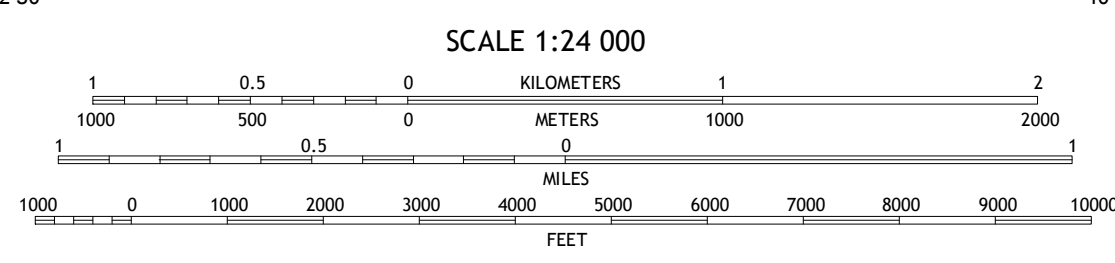 SCALE 1:24 000
1 0.5 0 KILOMETERS 1 2
1000 500 0 METERS 1000 2000
1 0.5 0 1
MILES
1000 0 1000 2000 3000 4000 5000 6000 7000 8000 9000 10000
FEET